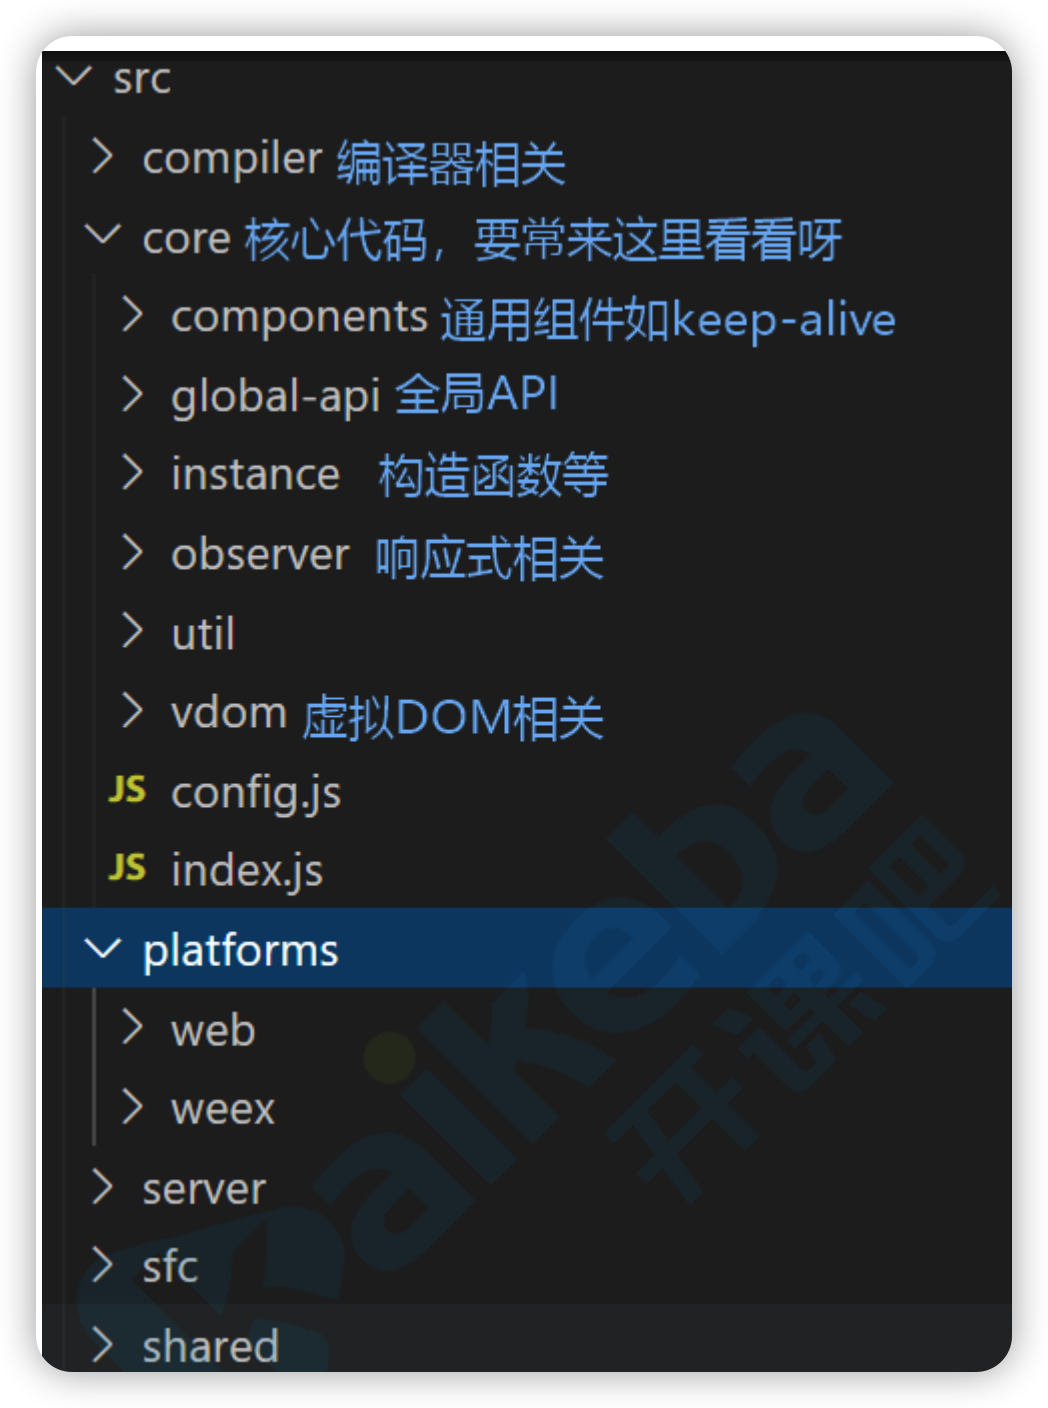 src
compiler 编译器相关
core 核心代码，要常来这里看看呀
components 通用组件如keep-alive
global-api 全局API
instance 构造函数等
observer 响应式相关
util
vdom 虚拟DOM相关
JS config.js
JS index.js
platforms
web
weex
server
sfc
shared
Kaikeba
开课吧